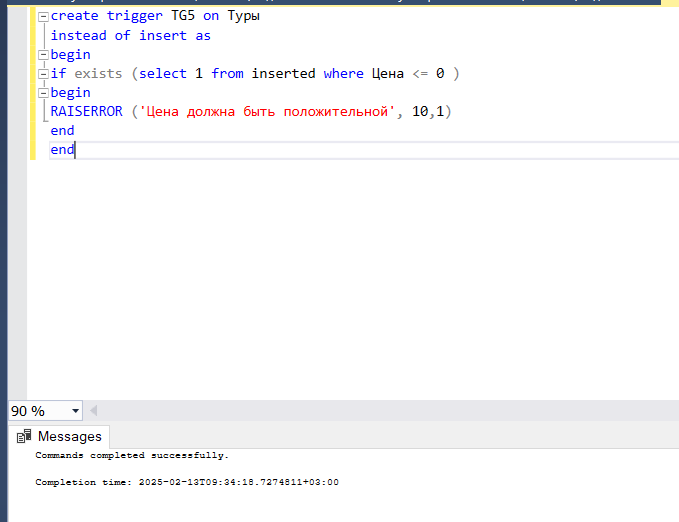 create trigger TG5 on Туры
instead of insert as
begin
if exists (select 1 from inserted where Цена <= 0 )
begin
RAISERROR ('Цена должна быть положительной', 10,1)
end
end
90 %
Messages
Commands completed successfully.
Completion time: 2025-02-13T09:34:18.7274811+03:00